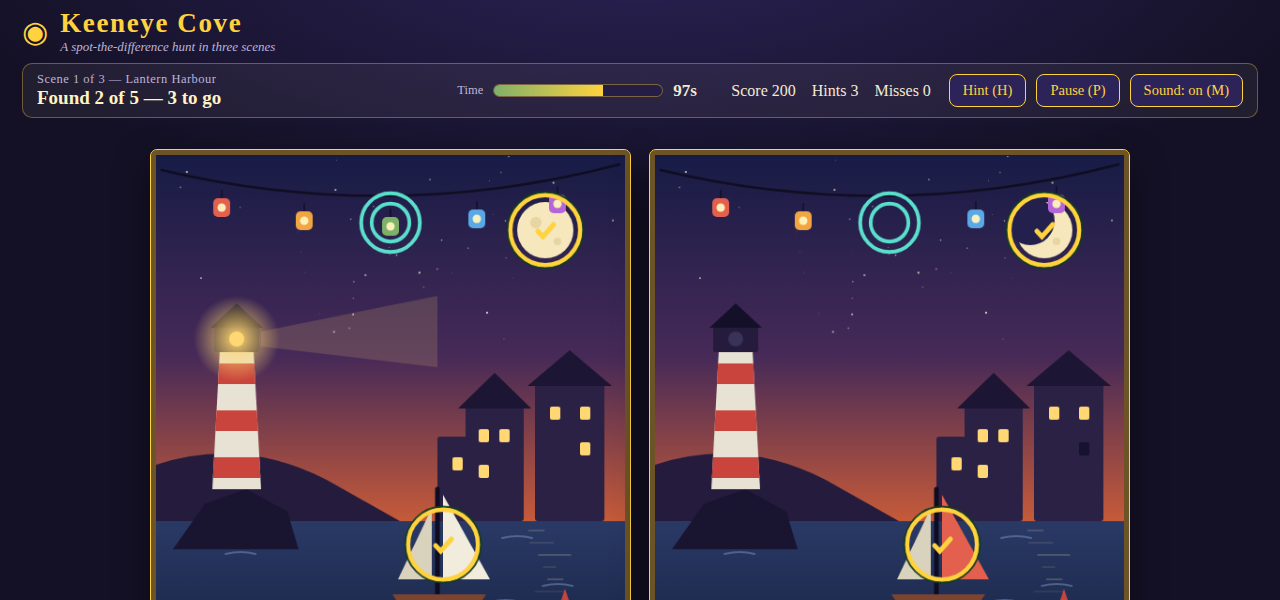 Keeneye Cove
A spot-the-difference hunt in three scenes
Scene 1 of 3 — Lantern Harbour
Found 2 of 5 — 3 to go
Time 97s Score 200 Hints 3 Misses 0 Hint (H) Pause (P) Sound: on (M)